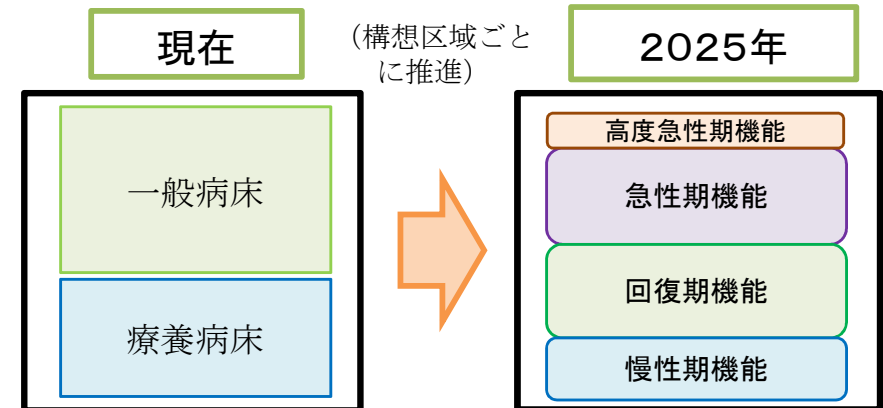 現在
(構想区域ごと
に推進)
2025年
一般病床
療養病床
高度急性期機能
急性期機能
回復期機能
慢性期機能